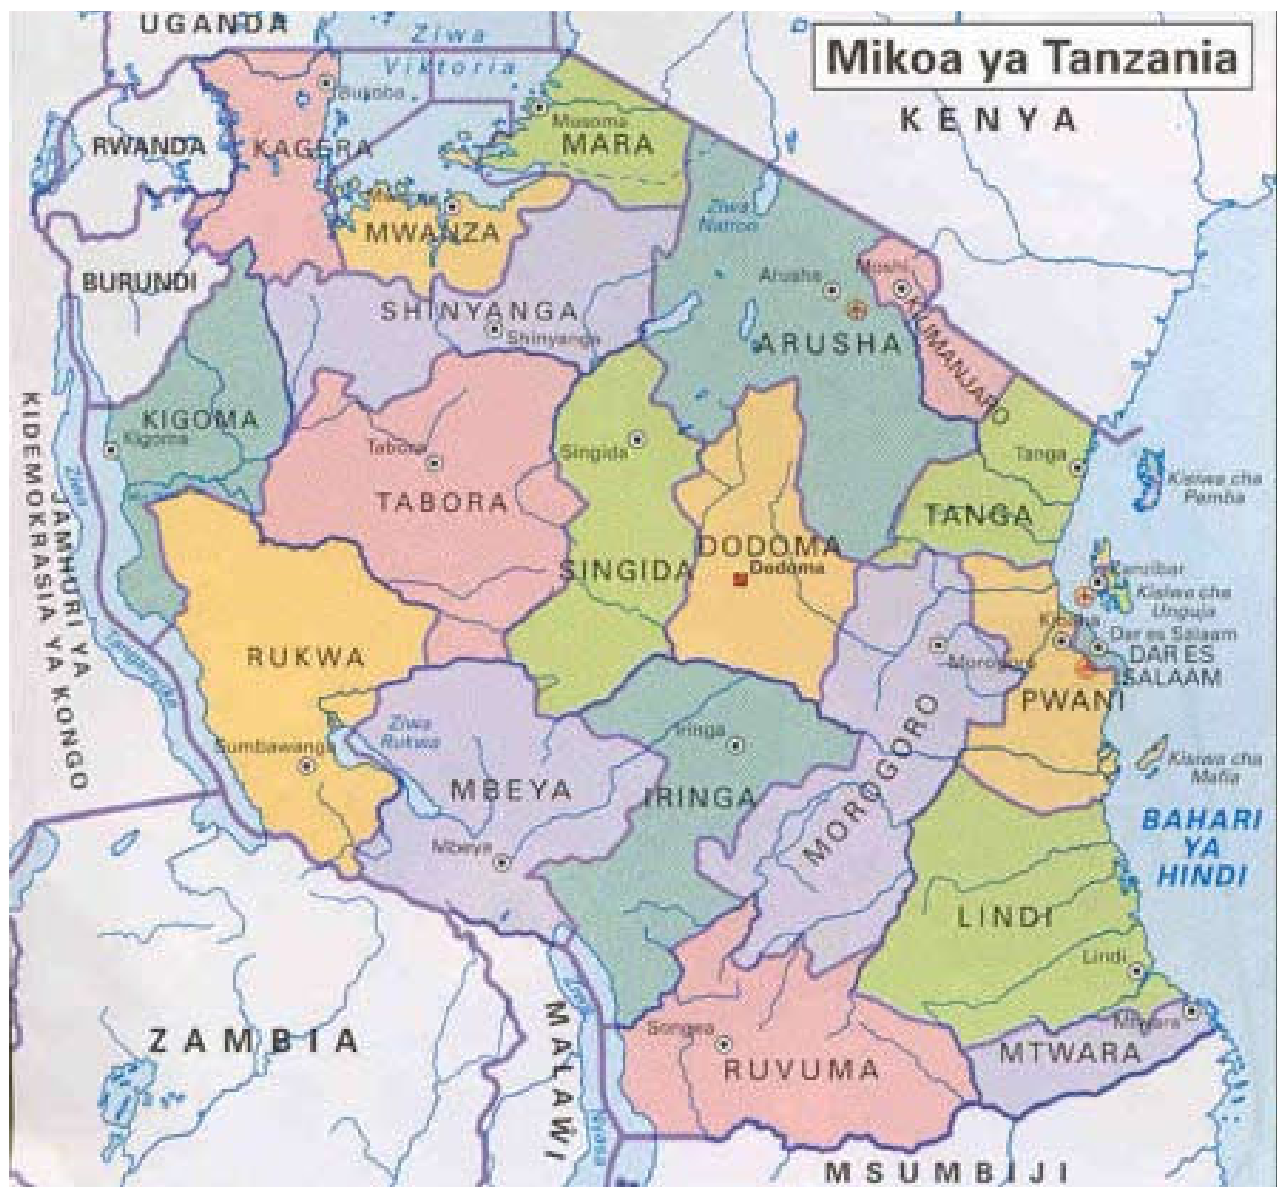 Mikoa ya Tanzania
UGANDA
Ziwa
Viktoria
KENYA
Bukoba
Musoma
MARA
RWANDA
KAGERA
MWANZA
Ziwa
Natron
BURUNDI
Arusha
Moshi
SHINYANGA
Shinyanga
ARUSHA
KILIMANJARO
KIGOMA
Kigoma
Tabora
Singida
Tanga
Kisiwa cha
Pemba
TABORA
TANGA
DODOMA
Dodoma
SINGIDA
Zanzibar
Kisiwa cha
Unguja
Kibaha
Dar es Salaam
DAR ES
SALAAM
Morogoro
PWANI
JAMHURI YA
KIDEMOKRASIA YA KONGO
Ziwa
Tanganyika
RUKWA
Ziwa
Rukwa
Sumbawanga
Iringa
Kisiwa cha
Mafia
MBEYA
IRINGA
MOROGORO
BAHARI
YA
HINDI
Mbeya
LINDI
Lindi
ZAMBIA
MALAWI
Songea
RUVUMA
Mtwara
MTWARA
MSUMBIJI